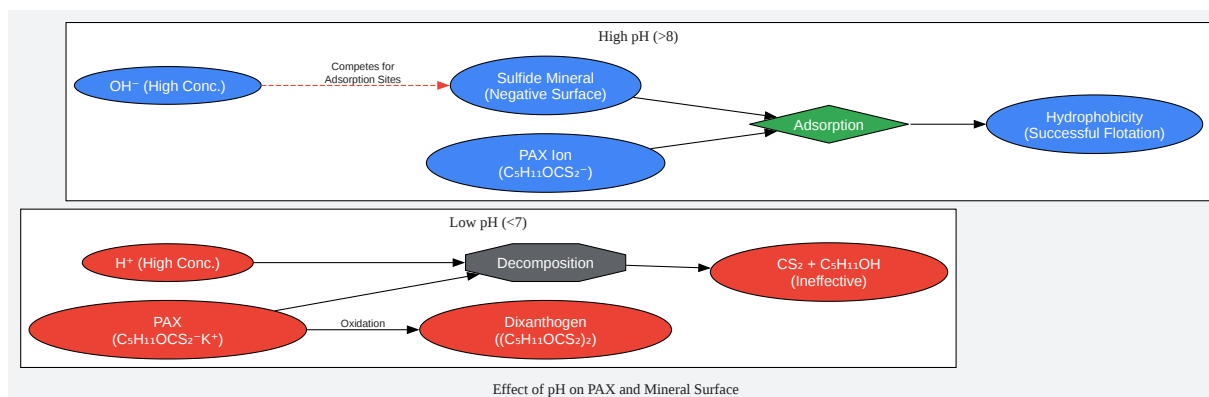 High pH (>8)
OH⁻ (High Conc.)
Competes for
Adsorption Sites
Sulfide Mineral
(Negative Surface)
PAX Ion
(C₅H₁₁OCS₂⁻)
Adsorption
Hydrophobicity
(Successful Flotation)
Low pH (<7)
H⁺ (High Conc.)
PAX
(C₅H₁₁OCS₂⁻K⁺)
Oxidation
Decomposition
Dixanthogen
((C₅H₁₁OCS₂)₂)
CS₂ + C₅H₁₁OH
(Ineffective)
Effect of pH on PAX and Mineral Surface